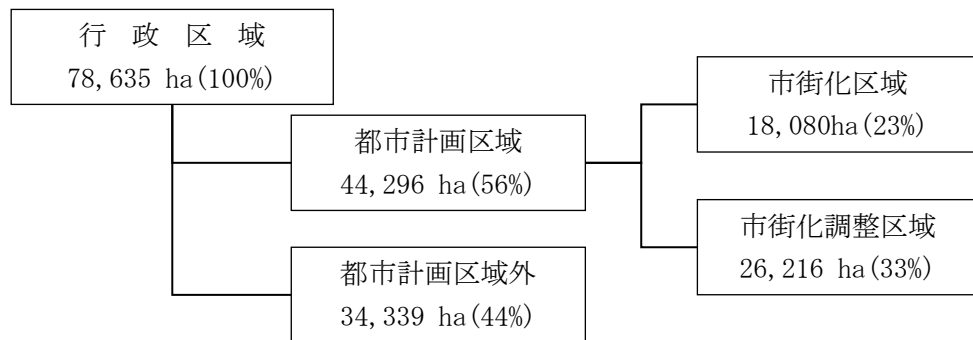 行 政 区 域
78,635 ha(100%)
市街化区域
18,080ha(23%)
都市計画区域
44,296 ha(56%)
市街化調整区域
26,216 ha(33%)
都市計画区域外
34,339 ha(44%)